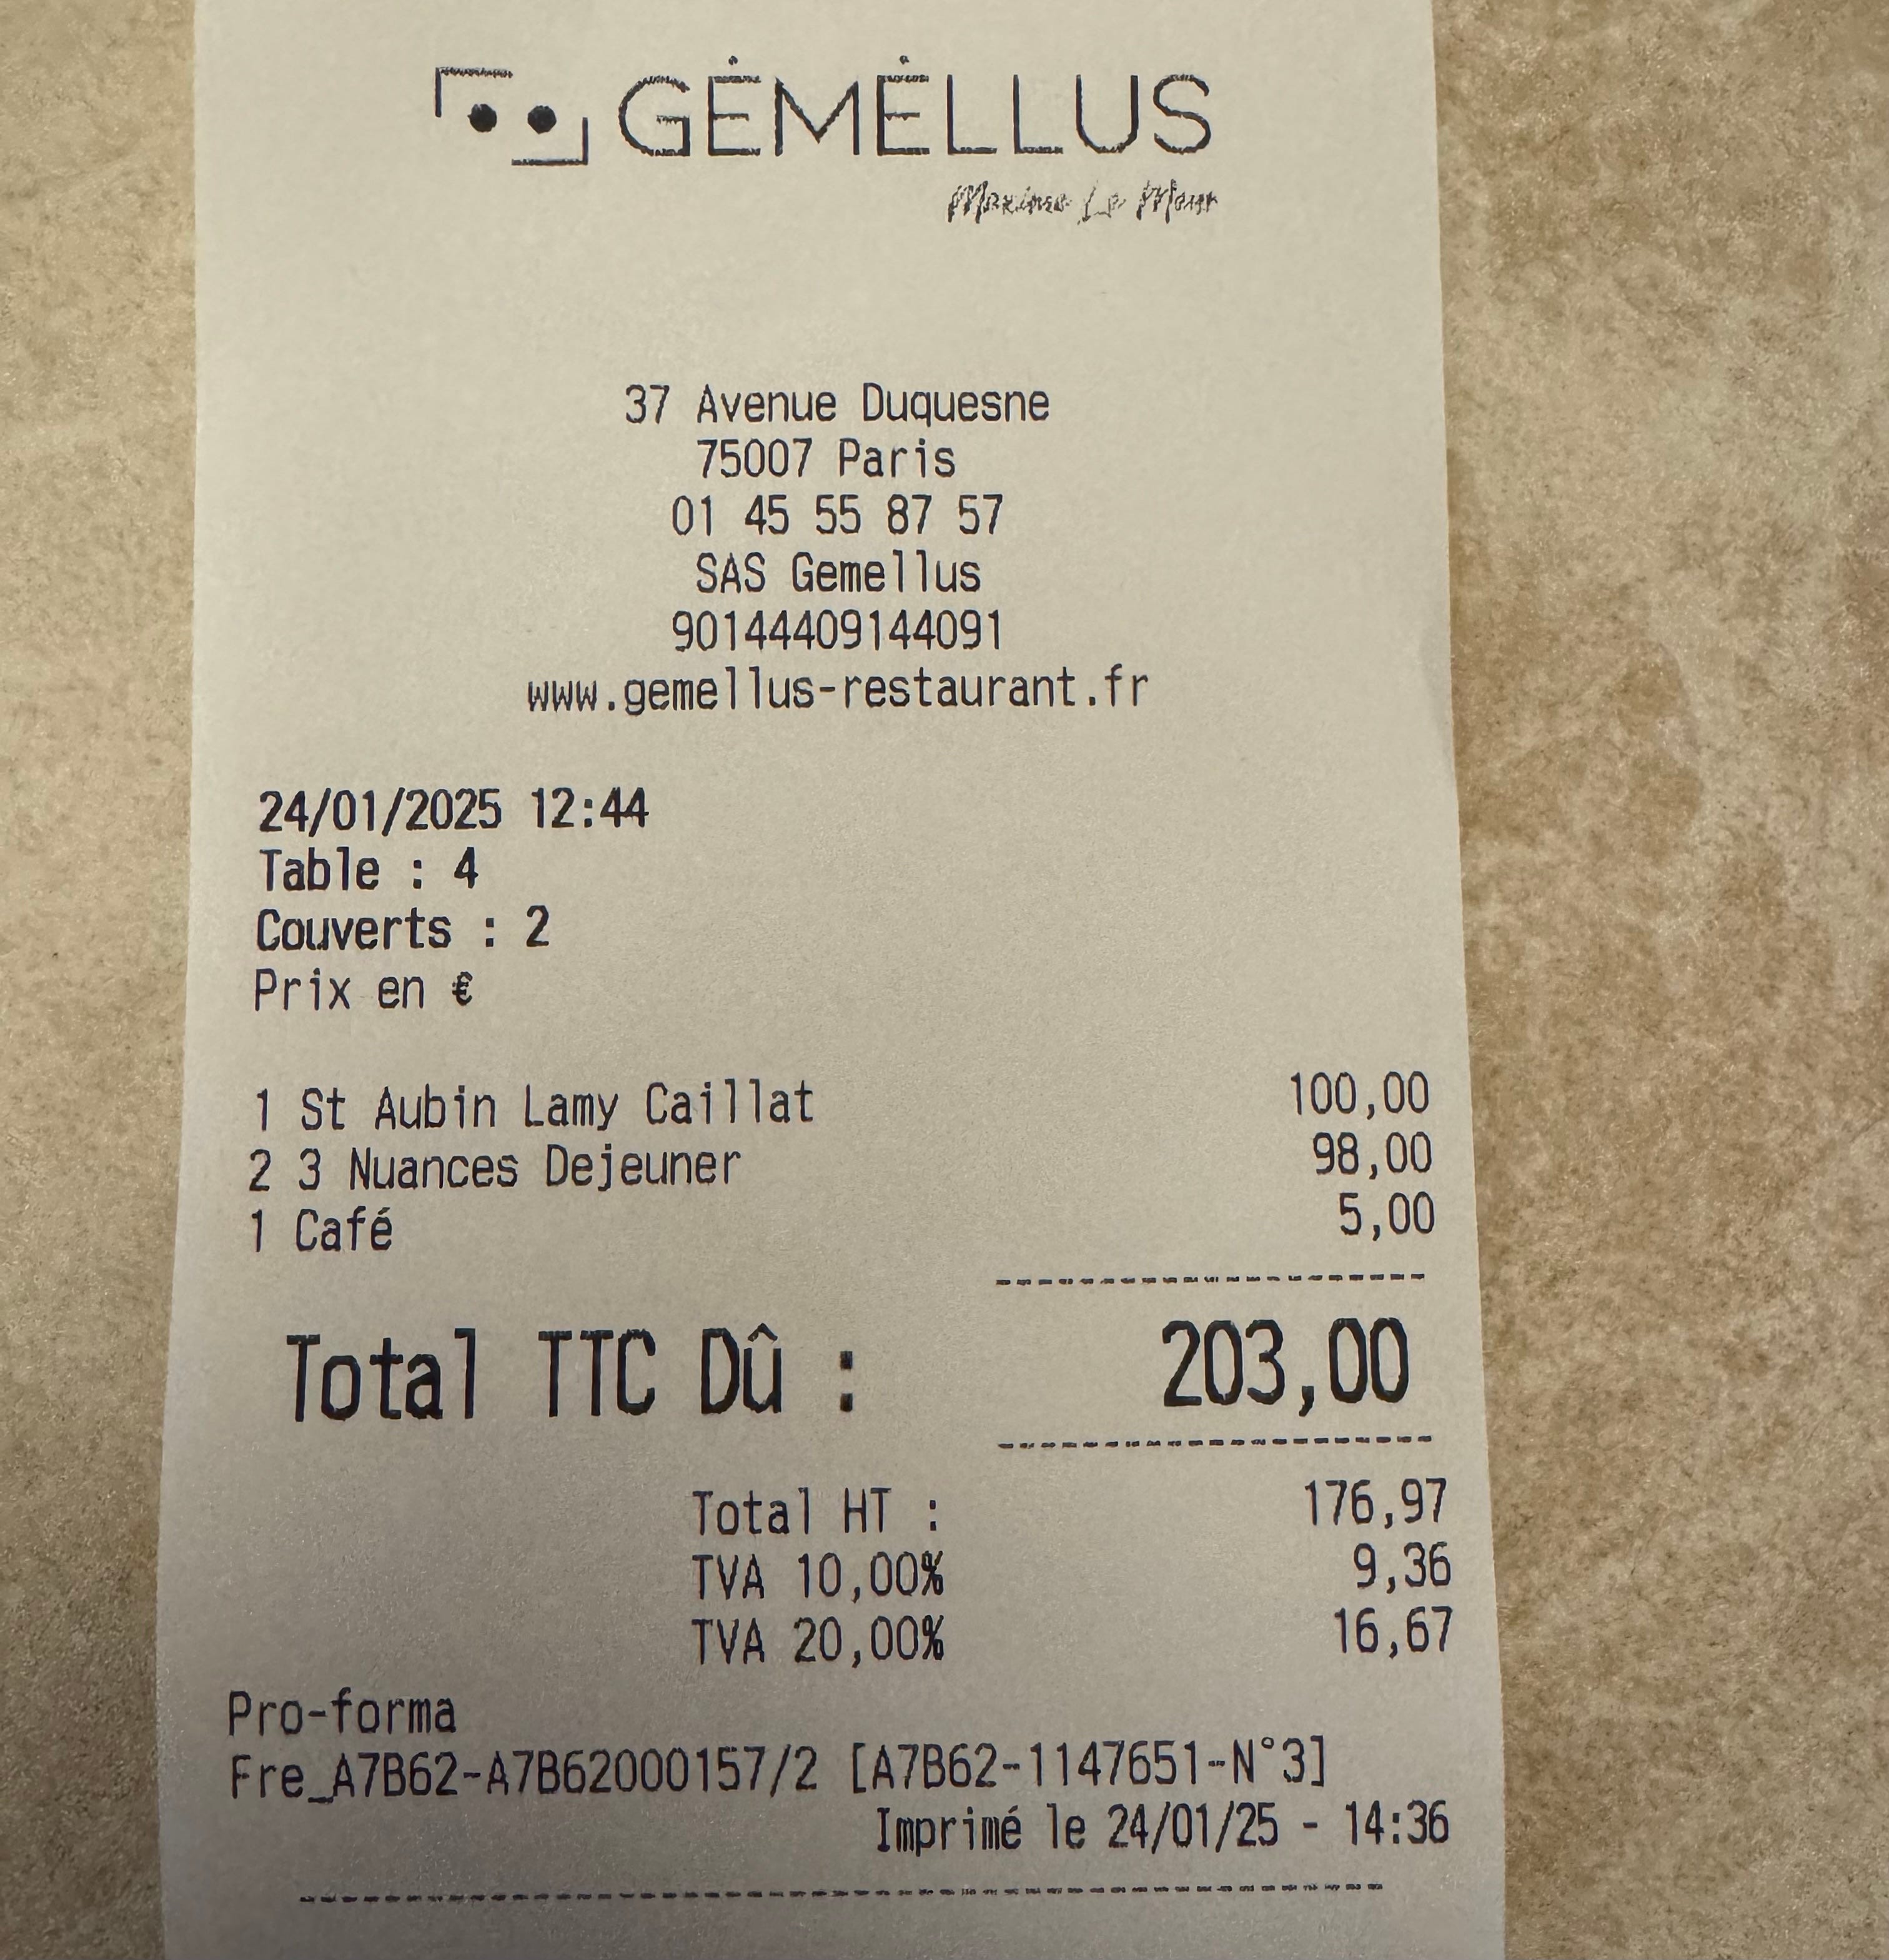 GĖMĖLLUS
Maxime Le Meur
37 Avenue Duquesne
75007 Paris
01 45 55 87 57
SAS Gemellus
90144409144091
www.gemellus-restaurant.fr
24/01/2025 12:44
Table : 4
Couverts : 2
Prix en €
1 St Aubin Lamy Caillat 100,00
2 3 Nuances Dejeuner 98,00
1 Café 5,00
Total TTC Dû : 203,00
Total HT : 176,97
TVA 10,00% 9,36
TVA 20,00% 16,67
Pro-forma
Fre_A7B62-A7B62000157/2 [A7B62-1147651-N°3]
Imprimé le 24/01/25 - 14:36